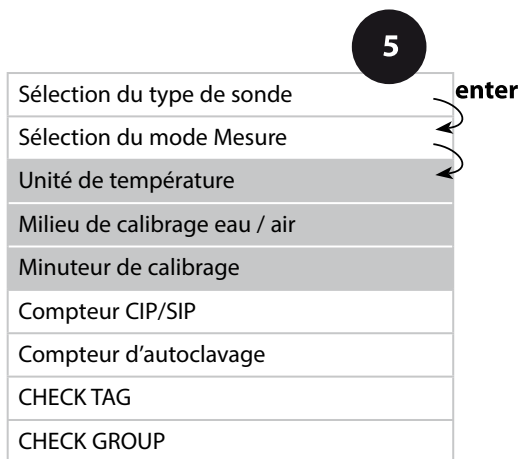 5
Sélection du type de sonde
enter
Sélection du mode Mesure
Unité de température
Milieu de calibrage eau / air
Minuteur de calibrage
Compteur CIP/SIP
Compteur d'autoclavage
CHECK TAG
CHECK GROUP